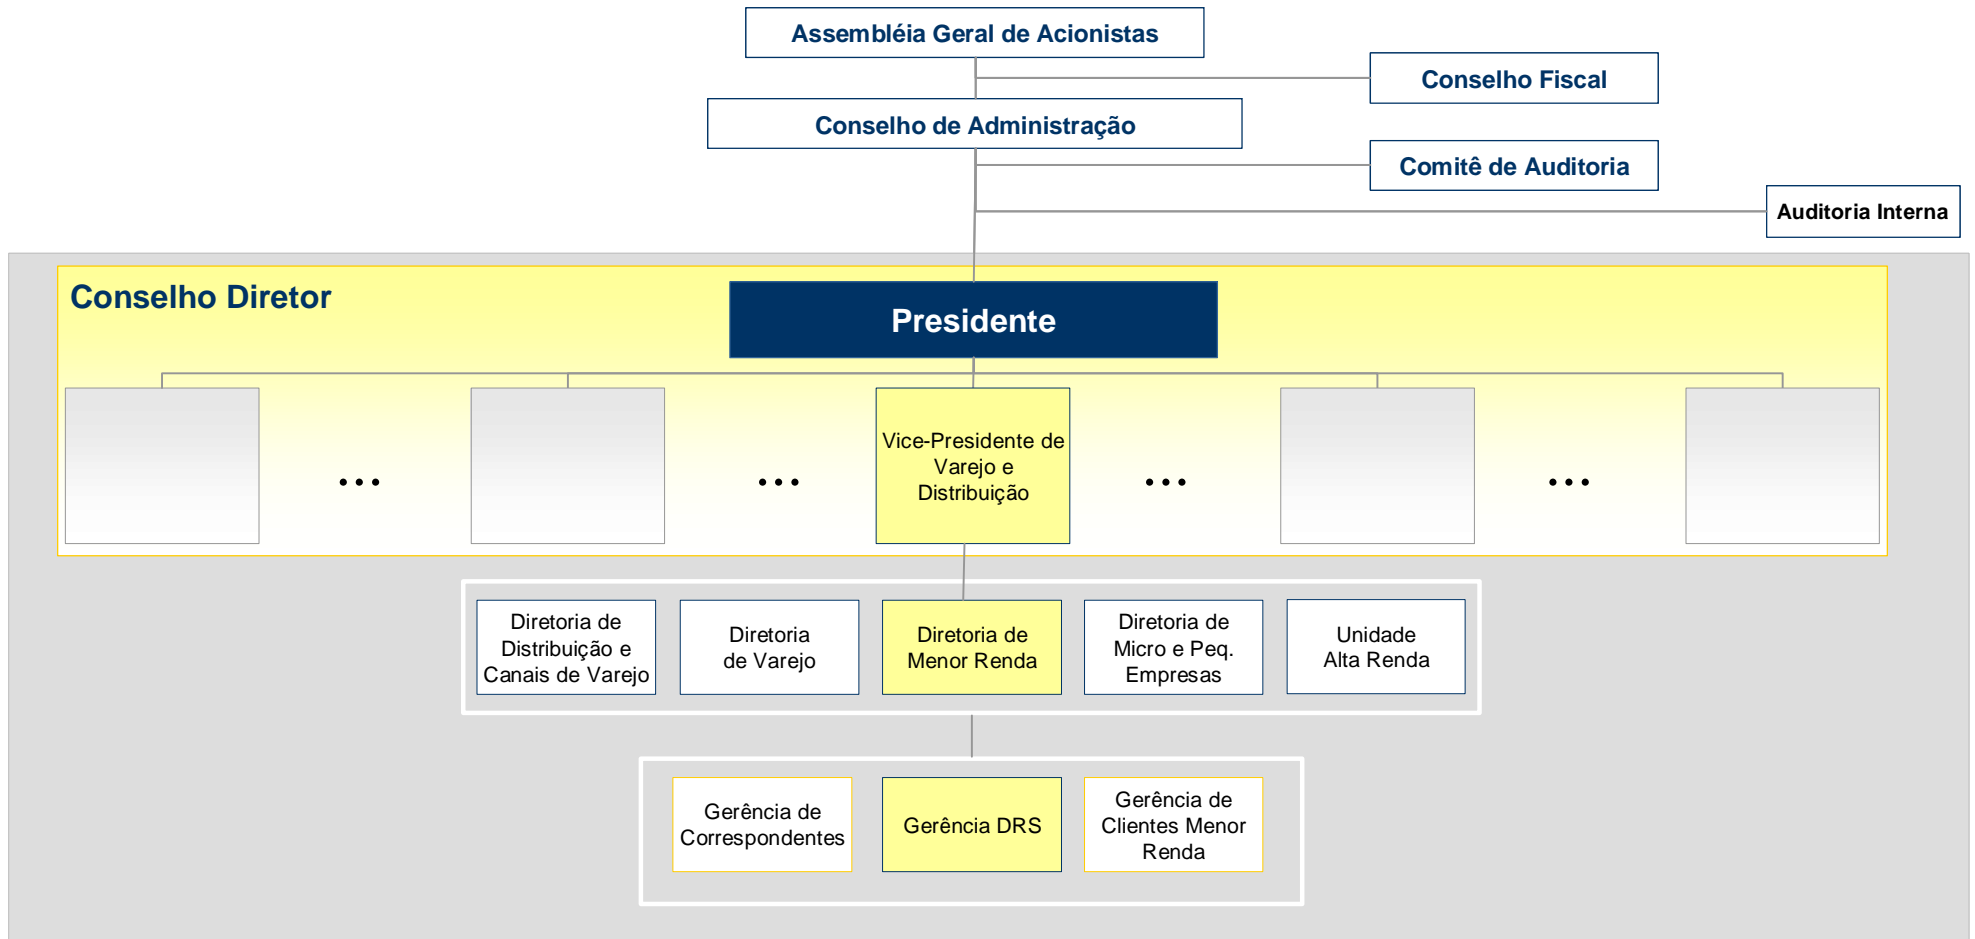 Assembléia Geral de Acionistas
Conselho Fiscal
Conselho de Administração
Comitê de Auditoria
Auditoria Interna
Conselho Diretor
Presidente
Vice-Presidente de
Varejo e
Distribuição
...
...
...
...
Diretoria de
Distribuição e
Canais de Varejo
Diretoria
de Varejo
Diretoria de
Menor Renda
Diretoria de
Micro e Peq.
Empresas
Unidade
Alta Renda
Gerência de
Correspondentes
Gerência DRS
Gerência de
Clientes Menor
Renda